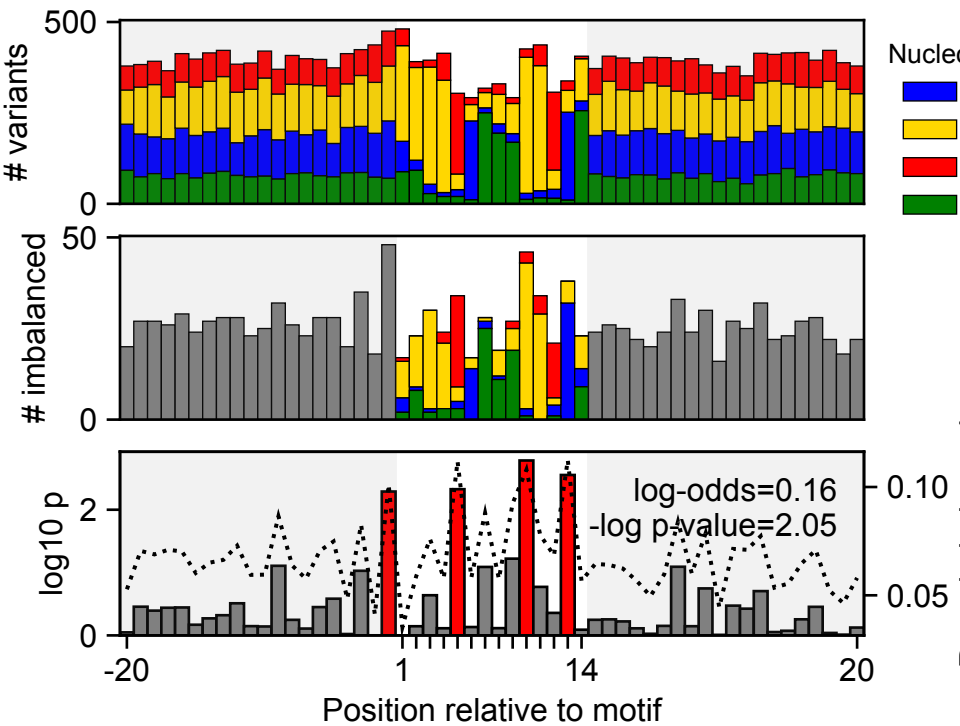 500
# variants
0
Nucleo
50
# imbalanced
0
log10 p
2
0
log-odds=0.16
-log p-value=2.05
0.10
0.05
-20
1
14
20
Position relative to motif